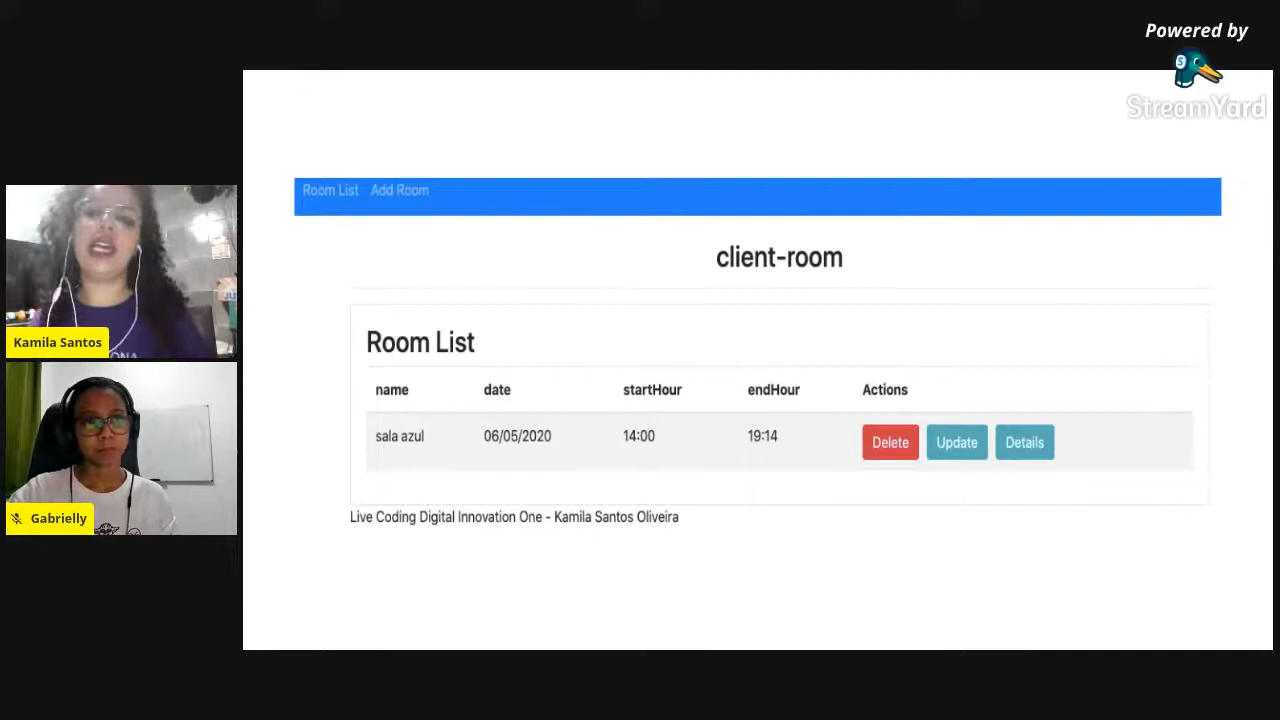 Powered by
StreamYard
Room List Add Room
client-room
Room List
name date startHour endHour Actions
sala azul 06/05/2020 14:00 19:14 Delete Update Details
Live Coding Digital Innovation One - Kamila Santos Oliveira
Kamila Santos
Gabrielly